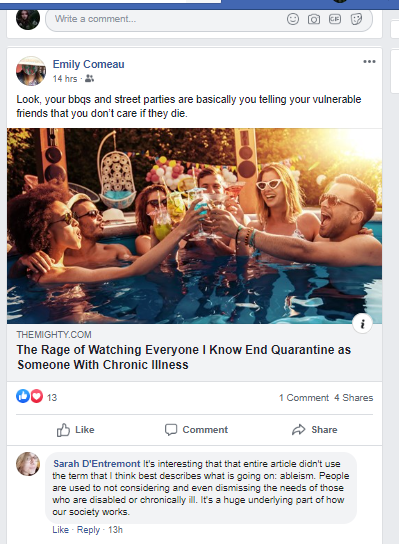 Write a comment...
GIF
Emily Comeau
14 hrs ·
Look, your bbqs and street parties are basically you telling your vulnerable
friends that you don't care if they die.
THEMIGHTY.COM
The Rage of Watching Everyone I Know End Quarantine as
Someone With Chronic Illness
13
1 Comment 4 Shares
Like Comment Share
Sarah D'Entremont It's interesting that that entire article didn't use
the term that I think best describes what is going on: ableism. People
are used to not considering and even dismissing the needs of those
who are disabled or chronically ill. It's a huge underlying part of how
our society works.
Like · Reply · 13h